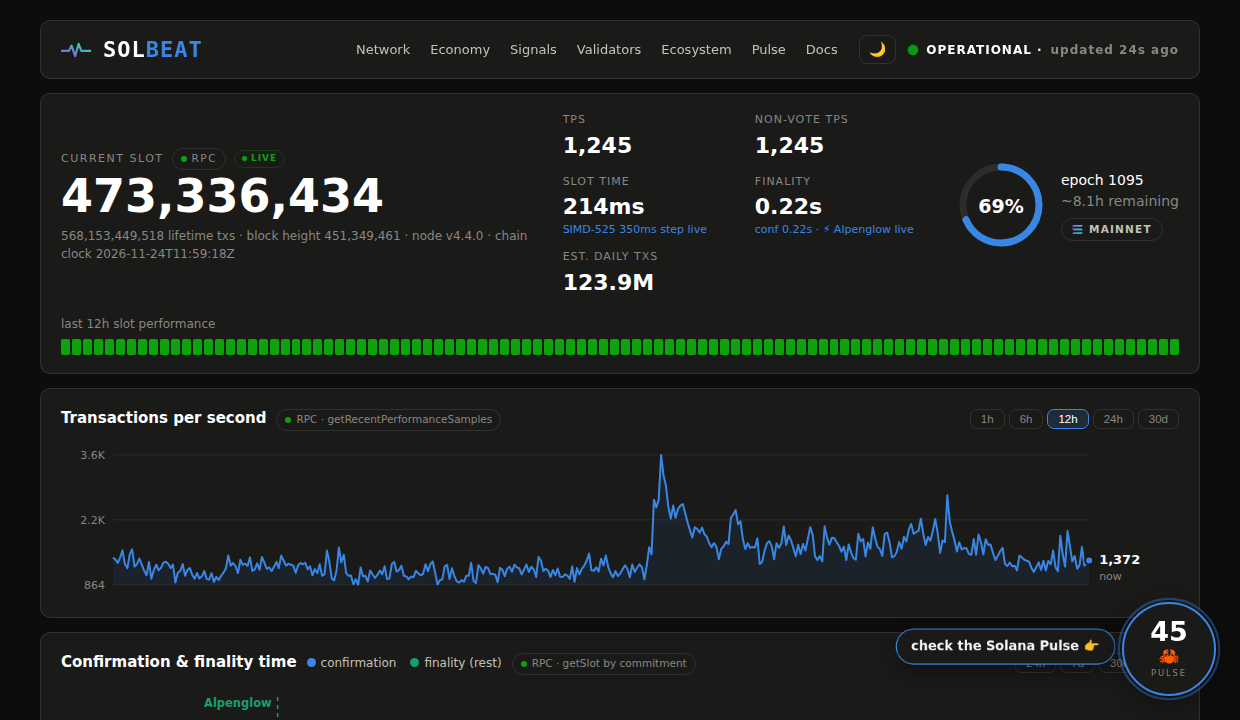 SOLBEAT
Network Economy Signals Validators Ecosystem Pulse Docs 🌙 OPERATIONAL · updated 24s ago
CURRENT SLOT RPC LIVE
473,336,434
568,153,449,518 lifetime txs · block height 451,349,461 · node v4.4.0 · chain
clock 2026-11-24T11:59:18Z
TPS
1,245
NON-VOTE TPS
1,245
SLOT TIME
214ms
SIMD-525 350ms step live
FINALITY
0.22s
conf 0.22s · ⚡ Alpenglow live
EST. DAILY TXS
123.9M
69%
epoch 1095
~8.1h remaining
MAINNET
last 12h slot performance
Transactions per second RPC · getRecentPerformanceSamples
1h 6h 12h 24h 30d
3.6K
2.2K
864
1,372
now
Confirmation & finality time confirmation finality (rest) RPC · getSlot by commitment
check the Solana Pulse 👉
45
🦀
PULSE
Alpenglow